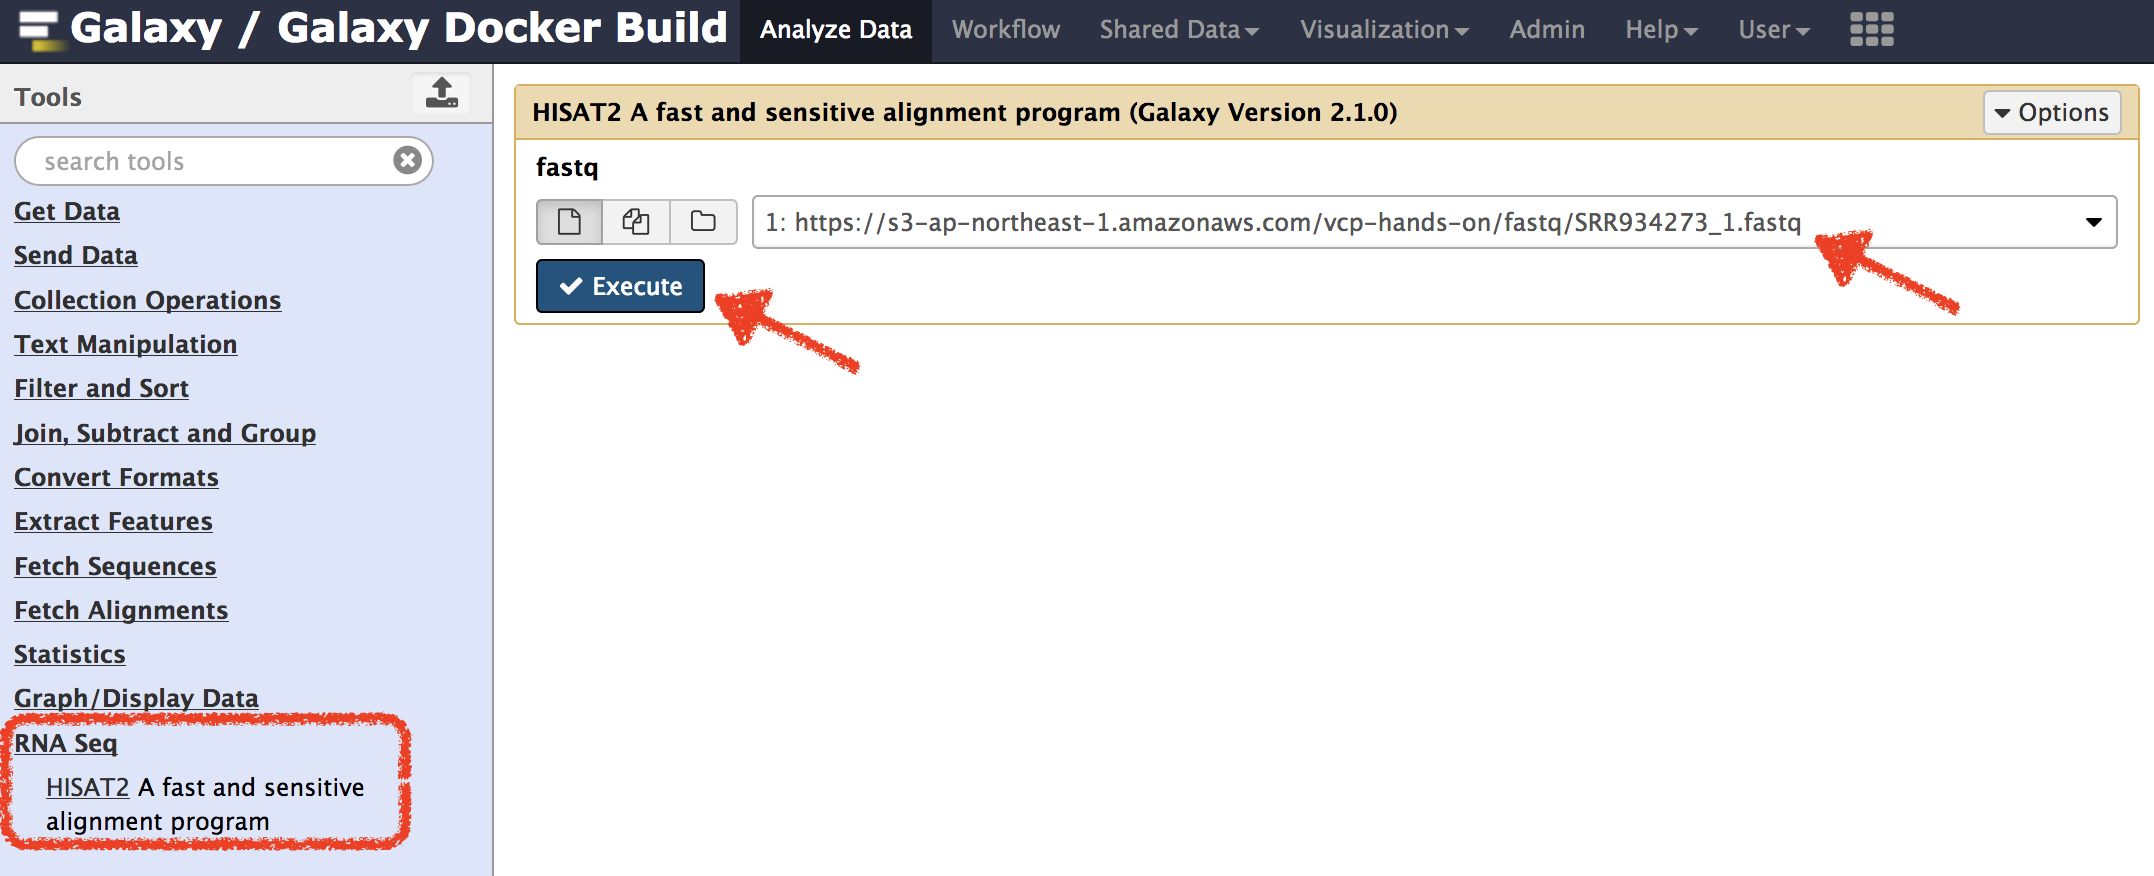 Galaxy / Galaxy Docker Build
Analyze Data
Workflow
Shared Data
Visualization
Admin
Help
User
Tools
search tools
Get Data
Send Data
Collection Operations
Text Manipulation
Filter and Sort
Join, Subtract and Group
Convert Formats
Extract Features
Fetch Sequences
Fetch Alignments
Statistics
Graph/Display Data
RNA Seq
HISAT2 A fast and sensitive
alignment program
HISAT2 A fast and sensitive alignment program (Galaxy Version 2.1.0)
Options
fastq
1: https://s3-ap-northeast-1.amazonaws.com/vcp-hands-on/fastq/SRR934273_1.fastq
Execute